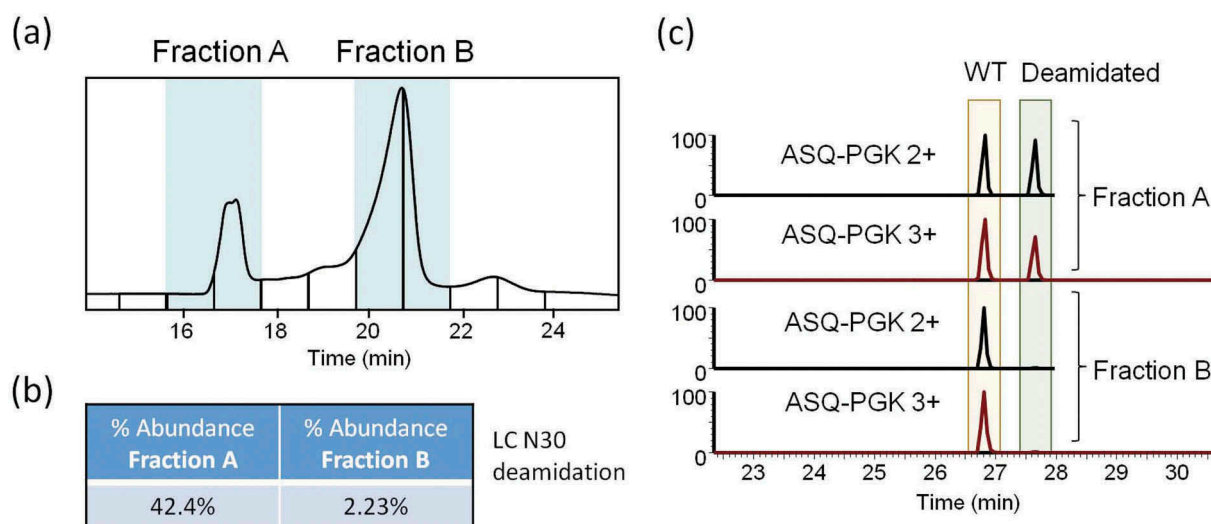 (a)
Fraction A
Fraction B
16
18
20
22
24
Time (min)
(b)
% Abundance
Fraction A
% Abundance
Fraction B
42.4%
2.23%
LC N30
deamidation
(c)
WT
Deamidated
100
0
ASQ-PGK 2+
100
0
ASQ-PGK 3+
Fraction A
100
0
ASQ-PGK 2+
100
0
ASQ-PGK 3+
Fraction B
23
24
25
26
27
28
29
30
Time (min)